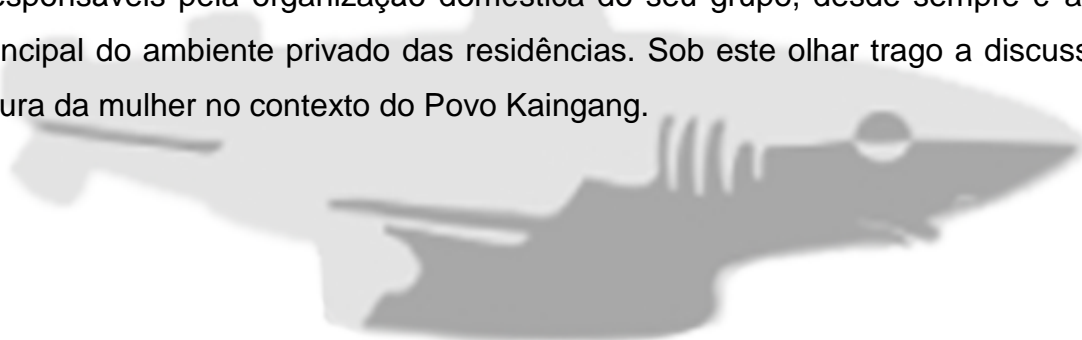 esponsáveis pela organização doméstica do seu grupo, desde sempre e a
ncipal do ambiente privado das residências. Sob este olhar trago a discuss
ura da mulher no contexto do Povo Kaingang.